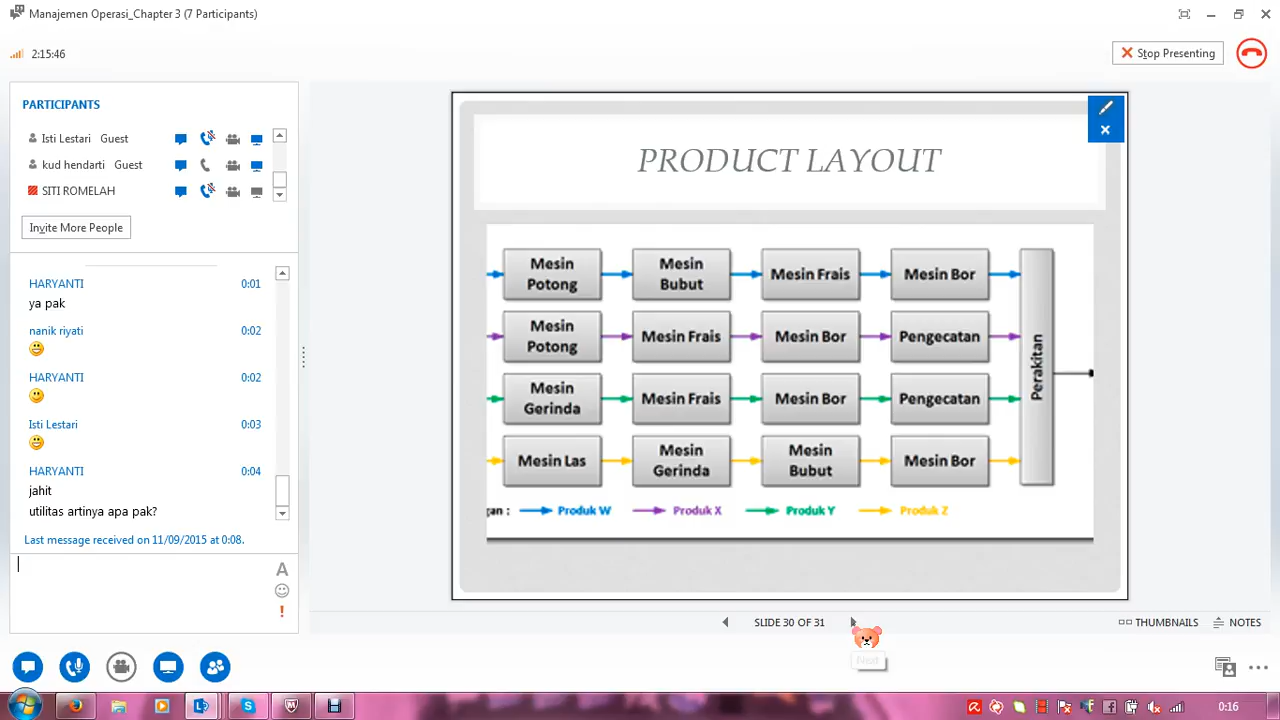 Manajemen Operasi_Chapter 3 (7 Participants)
2:15:46
Stop Presenting
PARTICIPANTS
Isti Lestari Guest
kud hendarti Guest
SITI ROMELAH
Invite More People
HARYANTI 0:01
ya pak
nanik riyati 0:02
HARYANTI 0:02
Isti Lestari 0:03
HARYANTI 0:04
jahit
utilitas artinya apa pak?
Last message received on 11/09/2015 at 0:08.
A
!
PRODUCT LAYOUT
Mesin
Potong
Mesin
Bubut
Mesin Frais
Mesin Bor
Mesin
Potong
Mesin Frais
Mesin Bor
Pengecatan
Mesin
Gerinda
Mesin Frais
Mesin Bor
Pengecatan
Mesin Las
Mesin
Gerinda
Mesin
Bubut
Mesin Bor
Perakitan
gan : Produk W Produk X Produk Y Produk Z
SLIDE 30 OF 31
Next
THUMBNAILS
NOTES
0:16